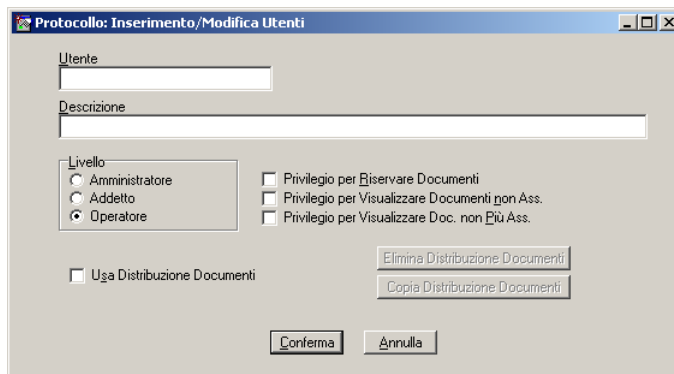 Protocollo: Inserimento/Modifica Utenti
Utente
Descrizione
Livello
Amministratore
Addetto
Operatore
Privilegio per Riservare Documenti
Privilegio per Visualizzare Documenti non Ass.
Privilegio per Visualizzare Doc. non Più Ass.
Usa Distribuzione Documenti
Elimina Distribuzione Documenti
Copia Distribuzione Documenti
Conferma
Annulla